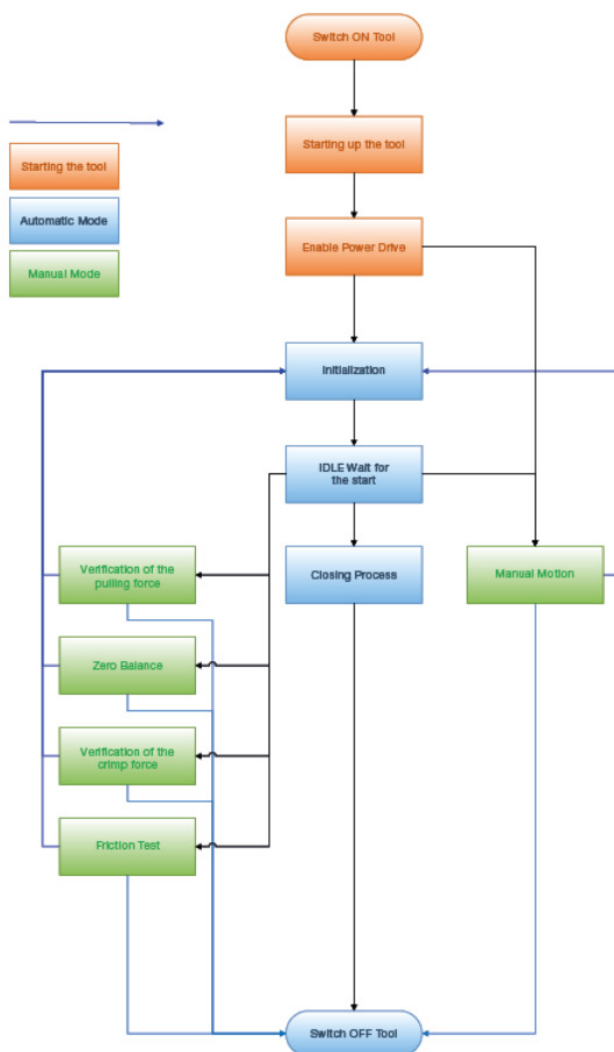 Switch ON Tool
Starting up the tool
Starting the tool
Automatic Mode
Enable Power Drive
Manual Mode
Initialization
IDLE Wait for
the start
Verification of the
pulling force
Closing Process
Manual Motion
Zero Balance
Verification of the
crimp force
Friction Test
Switch OFF Tool